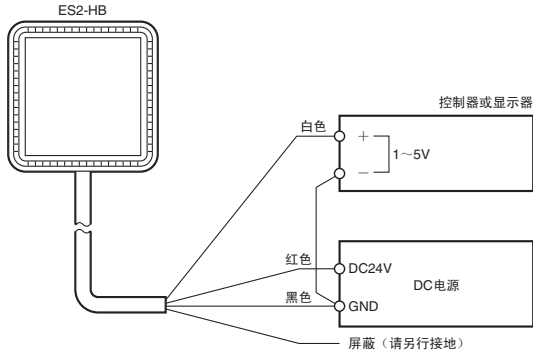 ES2-HB
控制器或显示器
白色
+
1～5V
−
红色
DC24V
DC电源
黑色
GND
屏蔽（请另行接地）